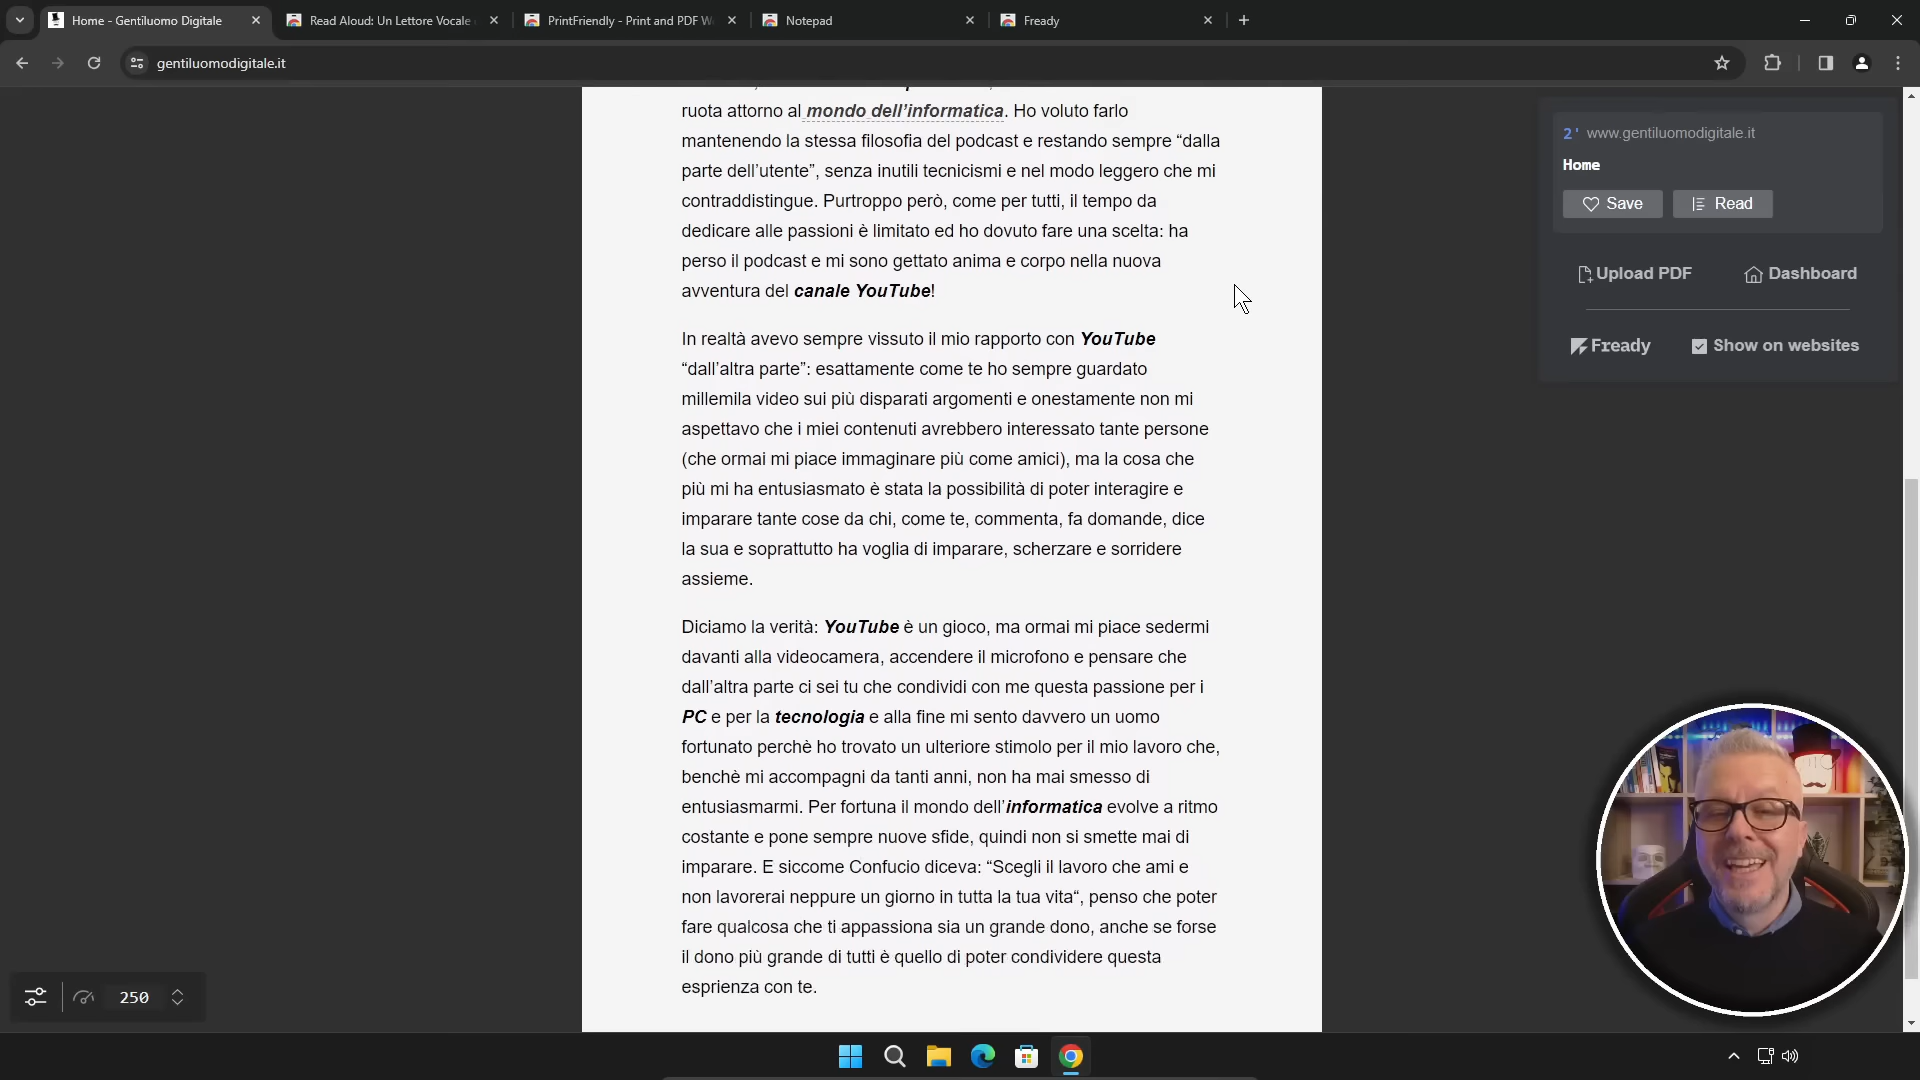 Home - Gentiluomo Digitale
Read Aloud: Un Lettore Vocale
PrintFriendly - Print and PDF W
Notepad
Fready
gentiluomodigitale.it
ruota attorno al mondo dell’informatica. Ho voluto farlo
mantenendo la stessa filosofia del podcast e restando sempre “dalla
parte dell’utente”, senza inutili tecnicismi e nel modo leggero che mi
contraddistingue. Purtroppo però, come per tutti, il tempo da
dedicare alle passioni è limitato ed ho dovuto fare una scelta: ha
perso il podcast e mi sono gettato anima e corpo nella nuova
avventura del canale YouTube!
In realtà avevo sempre vissuto il mio rapporto con YouTube
“dall’altra parte”: esattamente come te ho sempre guardato
millemila video sui più disparati argomenti e onestamente non mi
aspettavo che i miei contenuti avrebbero interessato tante persone
(che ormai mi piace immaginare più come amici), ma la cosa che
più mi ha entusiasmato è stata la possibilità di poter interagire e
imparare tante cose da chi, come te, commenta, fa domande, dice
la sua e soprattutto ha voglia di imparare, scherzare e sorridere
assieme.
Diciamo la verità: YouTube è un gioco, ma ormai mi piace sedermi
davanti alla videocamera, accendere il microfono e pensare che
dall’altra parte ci sei tu che condividi con me questa passione per i
PC e per la tecnologia e alla fine mi sento davvero un uomo
fortunato perchè ho trovato un ulteriore stimolo per il mio lavoro che,
benchè mi accompagni da tanti anni, non ha mai smesso di
entusiasmarmi. Per fortuna il mondo dell’informatica evolve a ritmo
costante e pone sempre nuove sfide, quindi non si smette mai di
imparare. E siccome Confucio diceva: “Scegli il lavoro che ami e
non lavorerai neppure un giorno in tutta la tua vita“, penso che poter
fare qualcosa che ti appassiona sia un grande dono, anche se forse
il dono più grande di tutti è quello di poter condividere questa
esprienza con te.
2' www.gentiluomodigitale.it
Home
Save
Read
Upload PDF
Dashboard
Fready
Show on websites
250